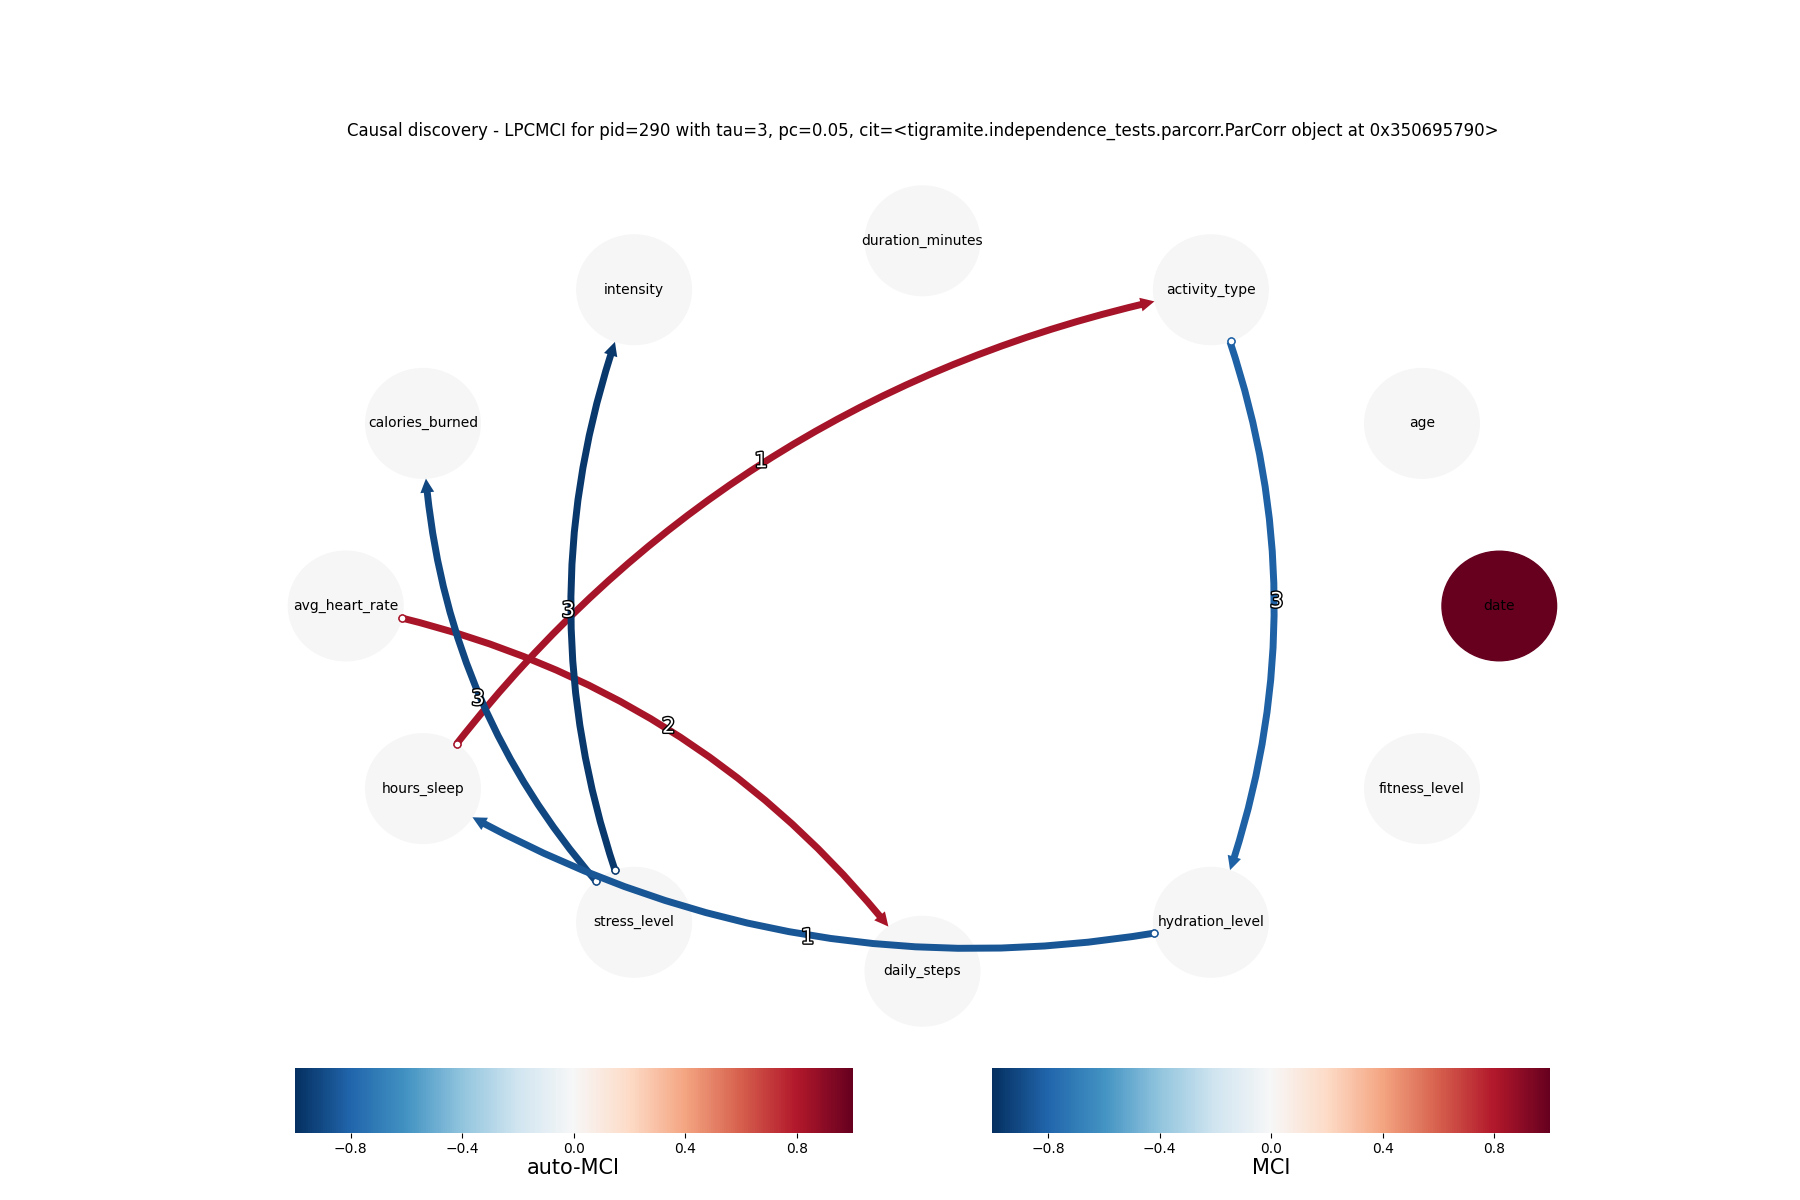 Causal discovery - LPCMCI for pid=290 with tau=3, pc=0.05, cit=<tigramite.independence_tests.parcorr.ParCorr object at 0x350695790>
duration_minutes
intensity
activity_type
calories_burned
age
1
avg_heart_rate
3
3
date
3
2
hours_sleep
fitness_level
stress_level
1
hydration_level
daily_steps
−0.8 −0.4 0.0 0.4 0.8
auto-MCI
−0.8 −0.4 0.0 0.4 0.8
MCI